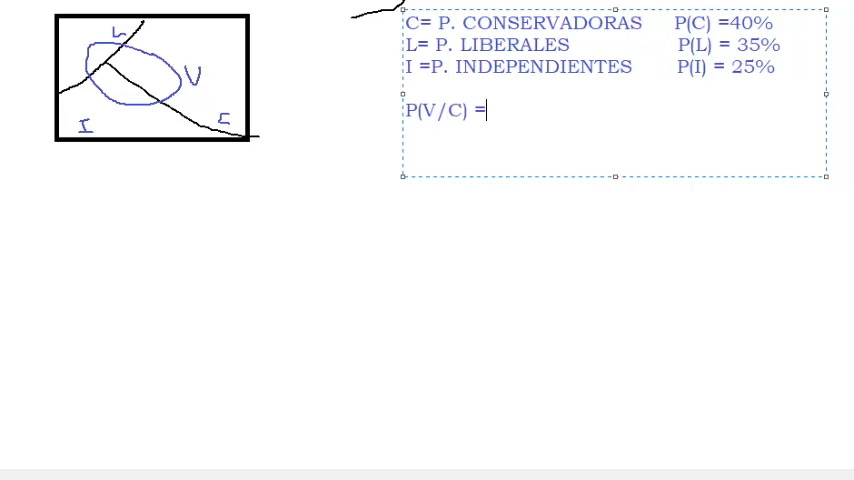 L
V
I
C
C= P. CONSERVADORAS P(C) =40%
L= P. LIBERALES P(L) = 35%
I =P. INDEPENDIENTES P(I) = 25%
P(V/C) =